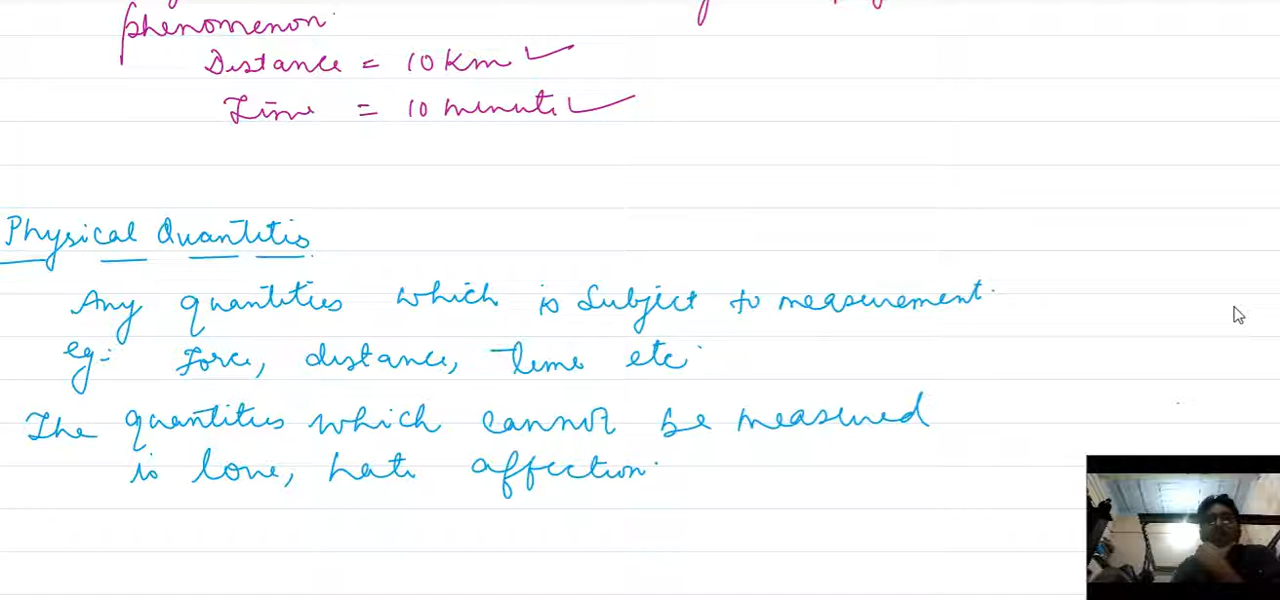 phenomenon.
Distance = 10 Km
Time = 10 minute
Physical Quantitis
Any quantities which is subject to measurement.
eg:- Force, distance, time etc.
The quantities which cannot be measured
is love, hate affection.